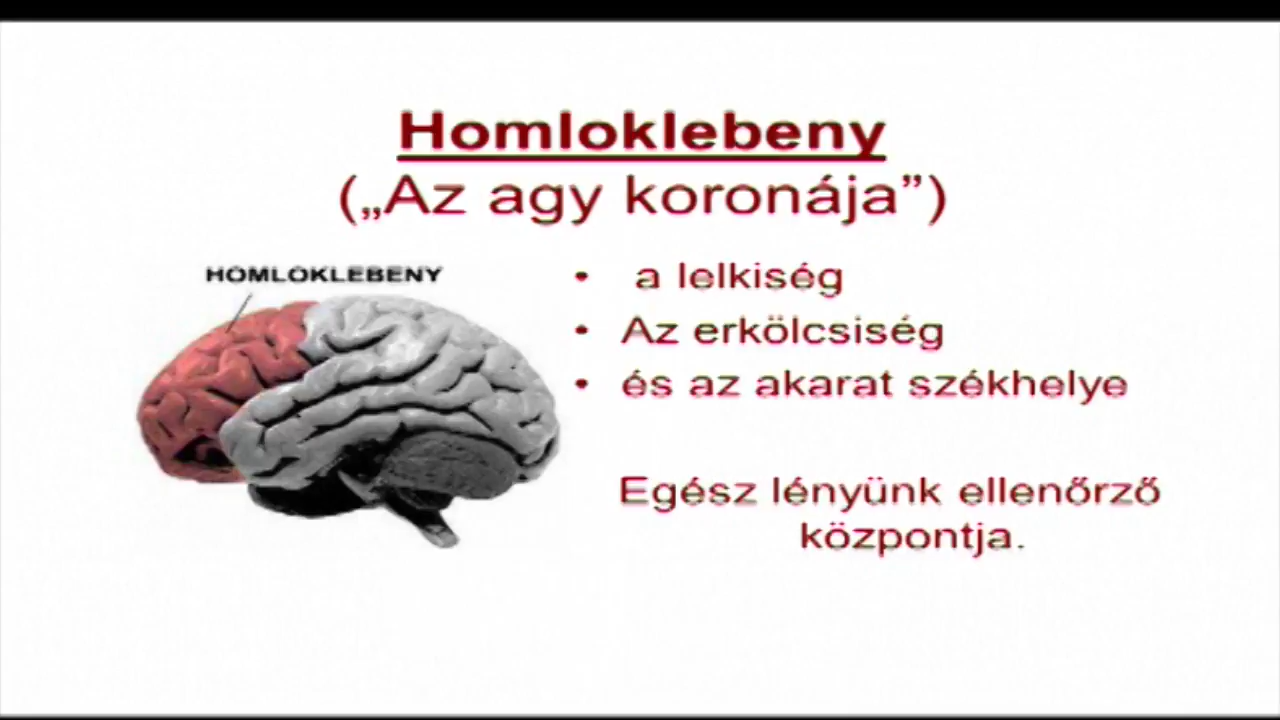 Homloklebeny
(„Az agy koronája”)
HOMLOKLEBENY
• a lelkiség
• Az erkölcsiség
• és az akarat székhelye
Egész lényünk ellenőrző
központja.